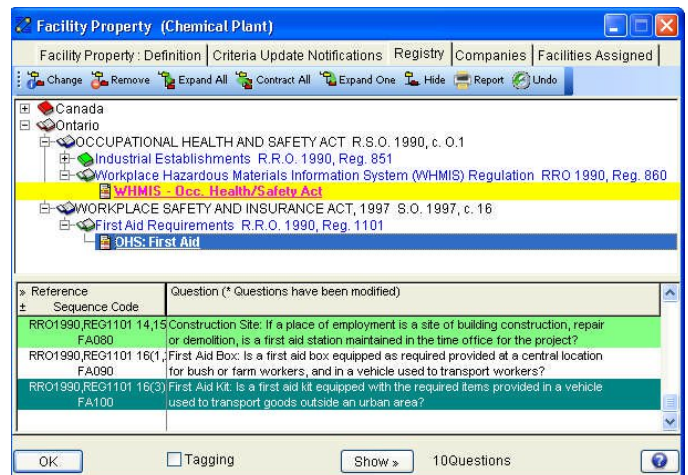 Facility Property (Chemical Plant)
Facility Property : Definition Criteria Update Notifications Registry Companies Facilities Assigned
Change Remove Expand All Contract All Expand One Hide Report Undo
Canada
Ontario
OCCUPATIONAL HEALTH AND SAFETY ACT R.S.O. 1990, c. O.1
Industrial Establishments R.R.O. 1990, Reg. 851
Workplace Hazardous Materials Information System (WHMIS) Regulation RRO 1990, Reg. 860
WHMIS - Occ. Health/Safety Act
WORKPLACE SAFETY AND INSURANCE ACT, 1997 S.O. 1997, c. 16
First Aid Requirements R.R.O. 1990, Reg. 1101
OHS: First Aid
» Reference Question (* Questions have been modified)
± Sequence Code
RRO1990,REG1101 14,15 Construction Site: If a place of employment is a site of building construction, repair
FA080 or demolition, is a first aid station maintained in the time office for the project?
RRO1990,REG1101 16(1, First Aid Box: Is a first aid box equipped as required provided at a central location
FA090 for bush or farm workers, and in a vehicle used to transport workers?
RRO1990,REG1101 16(3) First Aid Kit: Is a first aid kit equipped with the required items provided in a vehicle
FA100 used to transport goods outside an urban area?
OK Tagging Show » 10Questions ?